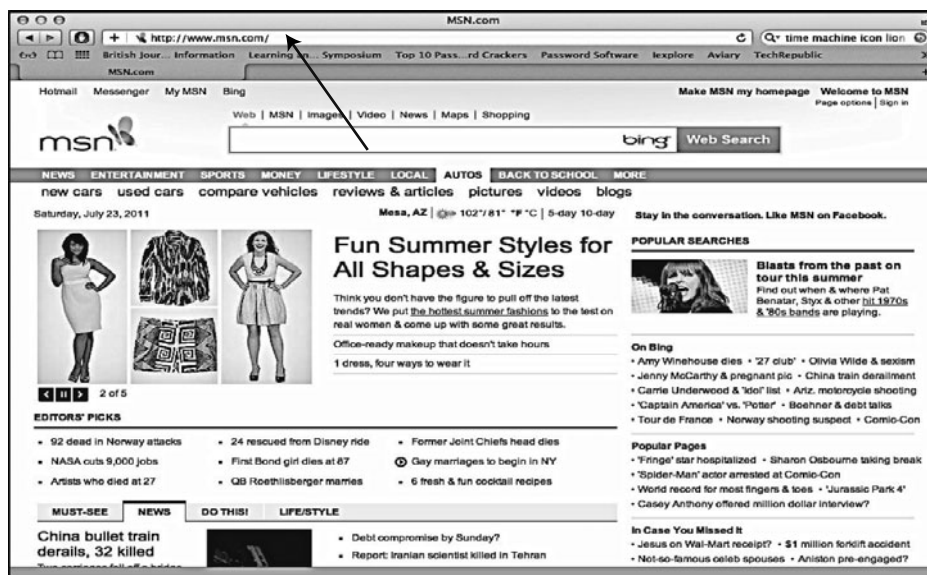 MSN.com
http://www.msn.com/
time machine icon lion
British Jour... Information Learning an... Symposium Top 10 Pass...rd Crackers Password Software iexplore Aviary TechRepublic
MSN.com
Hotmail Messenger My MSN Bing
Make MSN my homepage Welcome to MSN
Page options | Sign in
Web | MSN | Images | Video | News | Maps | Shopping
msn
bing Web Search
NEWS ENTERTAINMENT SPORTS MONEY LIFESTYLE LOCAL AUTOS BACK TO SCHOOL MORE
new cars used cars compare vehicles reviews & articles pictures videos blogs
Saturday, July 23, 2011
Mesa, AZ | 102°/81° °F °C | 5-day 10-day
Stay in the conversation. Like MSN on Facebook.
Fun Summer Styles for
All Shapes & Sizes
Think you don't have the figure to pull off the latest
trends? We put the hottest summer fashions to the test on
real women & come up with some great results.
Office-ready makeup that doesn't take hours
1 dress, four ways to wear it
2 of 5
EDITORS' PICKS
• 92 dead in Norway attacks
• NASA cuts 9,000 jobs
• Artists who died at 27
• 24 rescued from Disney ride
• First Bond girl dies at 87
• QB Roethlisberger marries
• Former Joint Chiefs head dies
Gay marriages to begin in NY
• 6 fresh & fun cocktail recipes
MUST-SEE NEWS DO THIS! LIFE/STYLE
China bullet train
derails, 32 killed
Two carriages fall off a bridge
• Debt compromise by Sunday?
• Report: Iranian scientist killed in Tehran
POPULAR SEARCHES
Blasts from the past on
tour this summer
Find out when & where Pat
Benatar, Styx & other hit 1970s
& '80s bands are playing.
On Bing
• Amy Winehouse dies • '27 club' • Olivia Wilde & sexism
• Jenny McCarthy & pregnant pic • China train derailment
• Carrie Underwood & 'Idol' list • Ariz. motorcycle shooting
• 'Captain America' vs. 'Potter' • Boehner & debt talks
• Tour de France • Norway shooting suspect • Comic-Con
Popular Pages
• 'Fringe' star hospitalized • Sharon Osbourne taking break
• 'Spider-Man' actor arrested at Comic-Con
• World record for most fingers & toes • 'Jurassic Park 4'
• Casey Anthony offered million dollar interview?
In Case You Missed It
• Jesus on Wal-Mart receipt? • $1 million forklift accident
• Not-so-famous celeb spouses • Aniston pre-engaged?